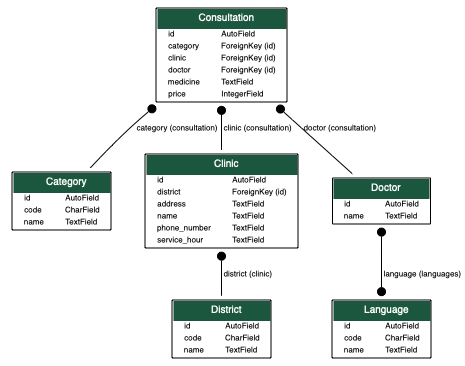 Consultation
id AutoField
category ForeignKey (id)
clinic ForeignKey (id)
doctor ForeignKey (id)
medicine TextField
price IntegerField
category (consultation) clinic (consultation) doctor (consultation)
Category
id AutoField
code CharField
name TextField
Clinic
id AutoField
district ForeignKey (id)
address TextField
name TextField
phone_number TextField
service_hour TextField
Doctor
id AutoField
name TextField
district (clinic) language (languages)
District
id AutoField
code CharField
name TextField
Language
id AutoField
code CharField
name TextField